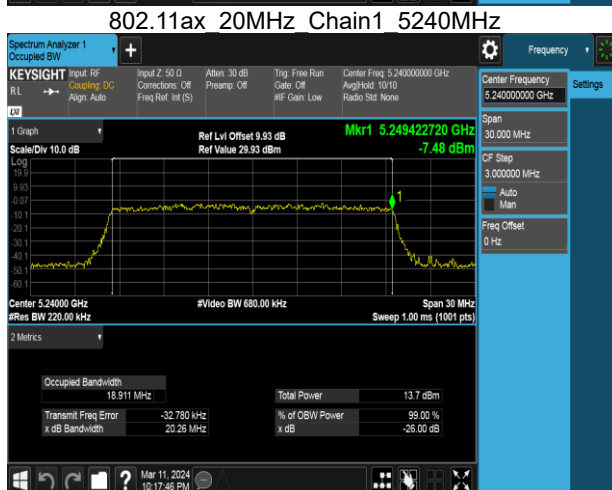 802.11ax_20MHz_Chain1_5240MHz
Spectrum Analyzer 1
Occupied BW
+
Frequency
KEYSIGHT
RL
Input: RF
Coupling: DC
Align: Auto
Input Z: 50 Ω
Corrections: Off
Freq Ref: Int (S)
Atten: 30 dB
Preamp: Off
Trig: Free Run
Gate: Off
#IF Gain: Low
Center Freq: 5.240000000 GHz
Avg|Hold: 10/10
Radio Std: None
LXI
Center Frequency
5.240000000 GHz
Settings
Span
30.000 MHz
CF Step
3.000000 MHz
Auto
Man
Freq Offset
0 Hz
1 Graph
Scale/Div 10.0 dB
Ref Lvl Offset 9.93 dB
Ref Value 29.93 dBm
Mkr1 5.249422720 GHz
-7.48 dBm
Log
19.9
9.93
-0.07
-10.1
-20.1
-30.1
-40.1
-50.1
-60.1
1
Center 5.24000 GHz
#Video BW 680.00 kHz
Span 30 MHz
#Res BW 220.00 kHz
Sweep 1.00 ms (1001 pts)
2 Metrics
Occupied Bandwidth
18.911 MHz
Total Power 13.7 dBm
Transmit Freq Error -32.780 kHz
% of OBW Power 99.00 %
x dB Bandwidth 20.26 MHz
x dB -26.00 dB
?
Mar 11, 2024
10:17:46 PM